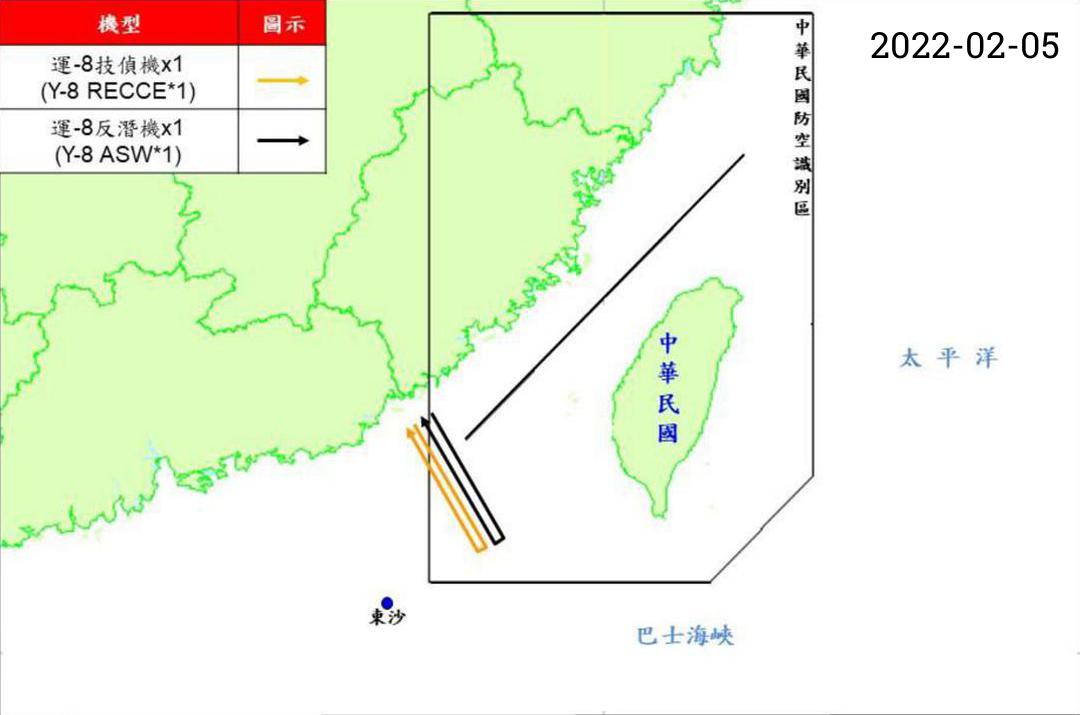 機型
圖示
運-8技偵機x1
(Y-8 RECCE*1)
運-8反潛機x1
(Y-8 ASW*1)
2022-02-05
中華民國防空識別區
中華民國
太平洋
東沙
巴士海峽